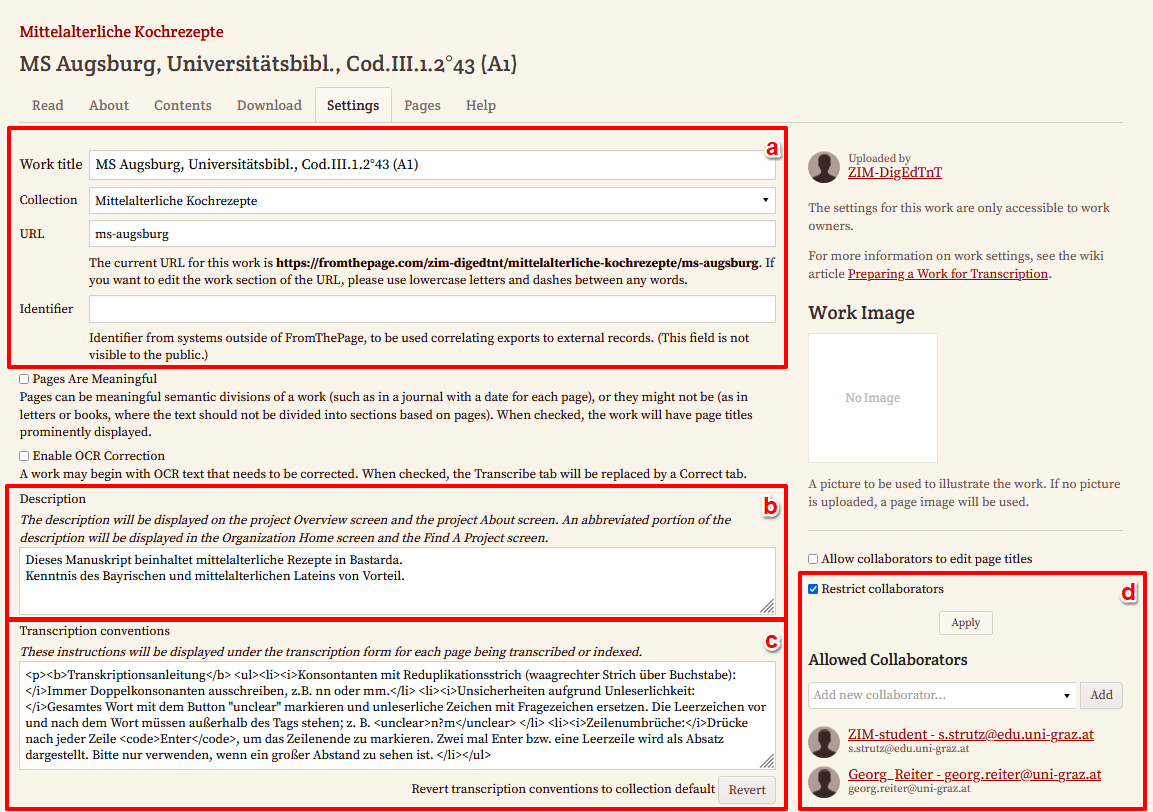 Mittelalterliche Kochrezepte
MS Augsburg, Universitätsbibl., Cod.III.1.2°43 (A1)
Read About Contents Download Settings Pages Help
a
Work title MS Augsburg, Universitätsbibl., Cod.III.1.2°43 (A1)
Collection Mittelalterliche Kochrezepte
URL ms-augsburg
The current URL for this work is https://fromthepage.com/zim-digedtnt/mittelalterliche-kochrezepte/ms-augsburg. If
you want to edit the work section of the URL, please use lowercase letters and dashes between any words.
Identifier
Identifier from systems outside of FromThePage, to be used correlating exports to external records. (This field is not
visible to the public.)
Pages Are Meaningful
Pages can be meaningful semantic divisions of a work (such as in a journal with a date for each page), or they might not be (as in
letters or books, where the text should not be divided into sections based on pages). When checked, the work will have page titles
prominently displayed.
Enable OCR Correction
A work may begin with OCR text that needs to be corrected. When checked, the Transcribe tab will be replaced by a Correct tab.
Description
b
The description will be displayed on the project Overview screen and the project About screen. An abbreviated portion of the
description will be displayed in the Organization Home screen and the Find A Project screen.
Dieses Manuskript beinhaltet mittelalterliche Rezepte in Bastarda.
Kenntnis des Bayrischen und mittelalterlichen Lateins von Vorteil.
Transcription conventions
c
These instructions will be displayed under the transcription form for each page being transcribed or indexed.
<p><b>Transkriptionsanleitung</b> <ul><li><i>Konsontanten mit Reduplikationsstrich (waagrechter Strich über Buchstabe):
</i>Immer Doppelkonsonanten ausschreiben, z.B. nn oder mm.</li> <li><i>Unsicherheiten aufgrund Unleserlichkeit:
</i>Gesamtes Wort mit dem Button "unclear" markieren und unleserliche Zeichen mit Fragezeichen ersetzen. Die Leerzeichen vor
und nach dem Wort müssen außerhalb des Tags stehen; z. B. <unclear>n?m</unclear> </li> <li><i>Zeilenumbrüche:</i>Drücke
nach jeder Zeile <code>Enter</code>, um das Zeilenende zu markieren. Zwei mal Enter bzw. eine Leerzeile wird als Absatz
dargestellt. Bitte nur verwenden, wenn ein großer Abstand zu sehen ist. </li></ul>
Revert transcription conventions to collection default Revert
Uploaded by
ZIM-DigEdTnT
The settings for this work are only accessible to work
owners.
For more information on work settings, see the wiki
article Preparing a Work for Transcription.
Work Image
No Image
A picture to be used to illustrate the work. If no picture
is uploaded, a page image will be used.
Allow collaborators to edit page titles
Restrict collaborators
d
Apply
Allowed Collaborators
Add new collaborator... Add
ZIM-student - s.strutz@edu.uni-graz.at
s.strutz@edu.uni-graz.at
Georg_Reiter - georg.reiter@uni-graz.at
georg.reiter@uni-graz.at